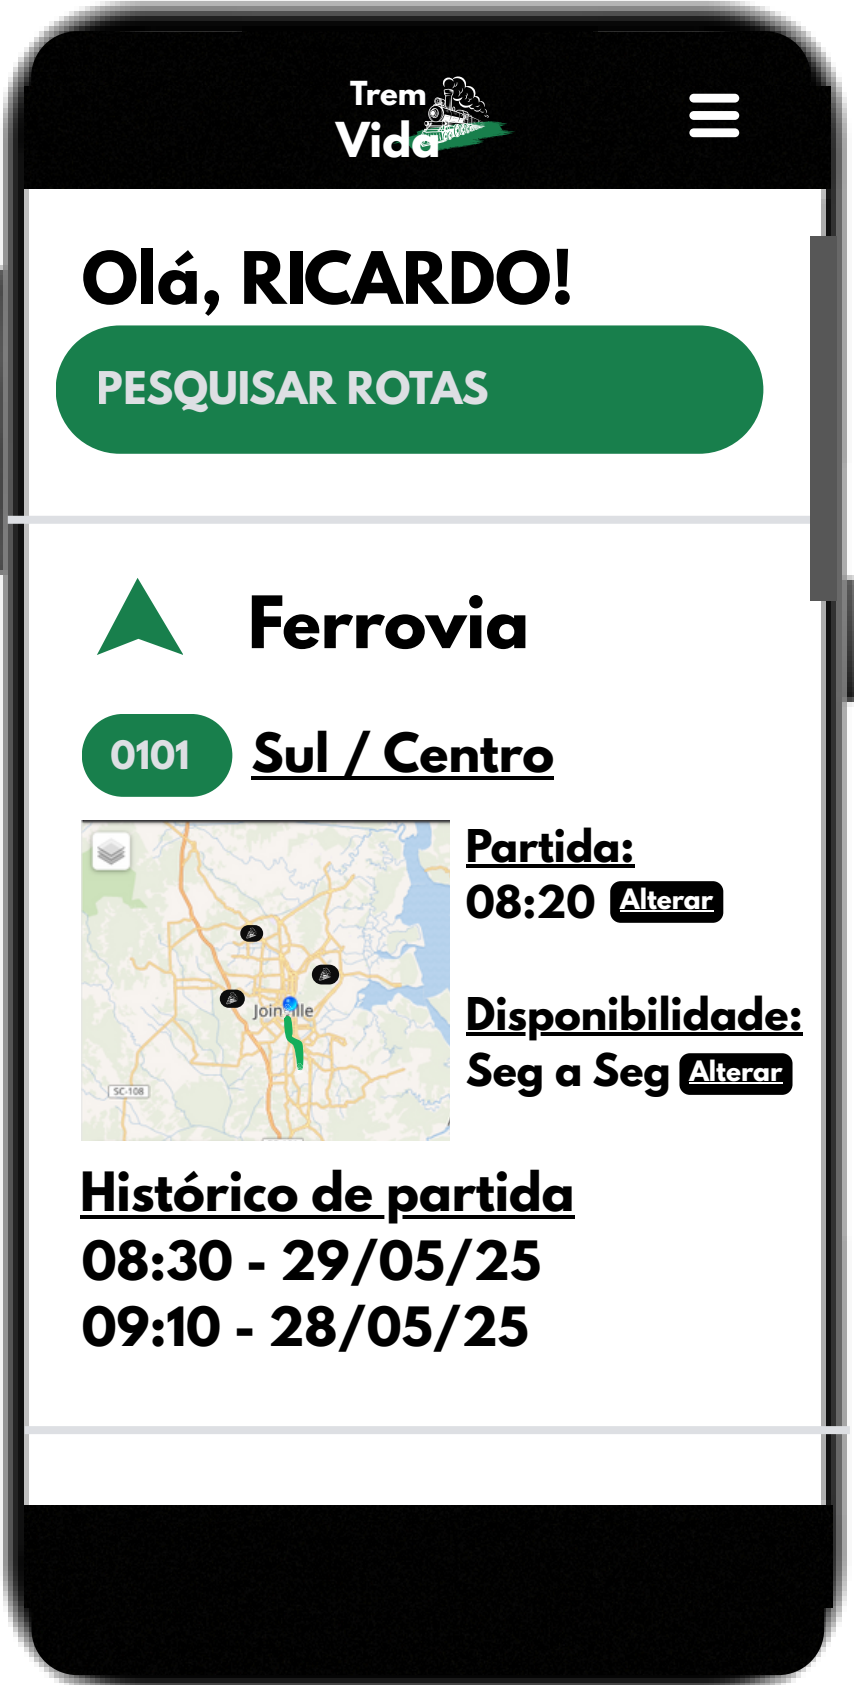 Trem
Vida
Olá, RICARDO!
PESQUISAR ROTAS
Ferrovia
0101
Sul / Centro
Partida:
08:20 Alterar
Disponibilidade:
Seg a Seg Alterar
SC-108
Histórico de partida
08:30 - 29/05/25
09:10 - 28/05/25